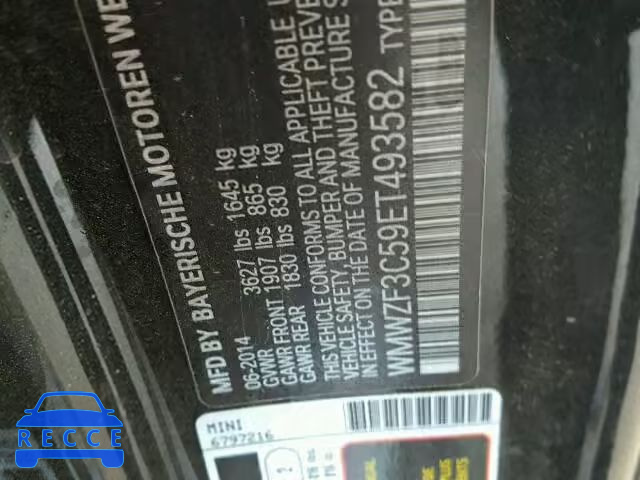 MFD BY BAYERISCHE MOTOREN WE
06-2014
GVWR 3627 lbs 1645 kg
GAWR FRONT 1907 lbs 865 kg
GAWR REAR 1830 lbs 830 kg
THIS VEHICLE CONFORMS TO ALL APPLICABLE U
VEHICLE SAFETY, BUMPER AND THEFT PREVE
IN EFFECT ON THE DATE OF MANUFACTURE S
WMWZF3C59ET493582 TYPE
MINI
6797216
RECCE